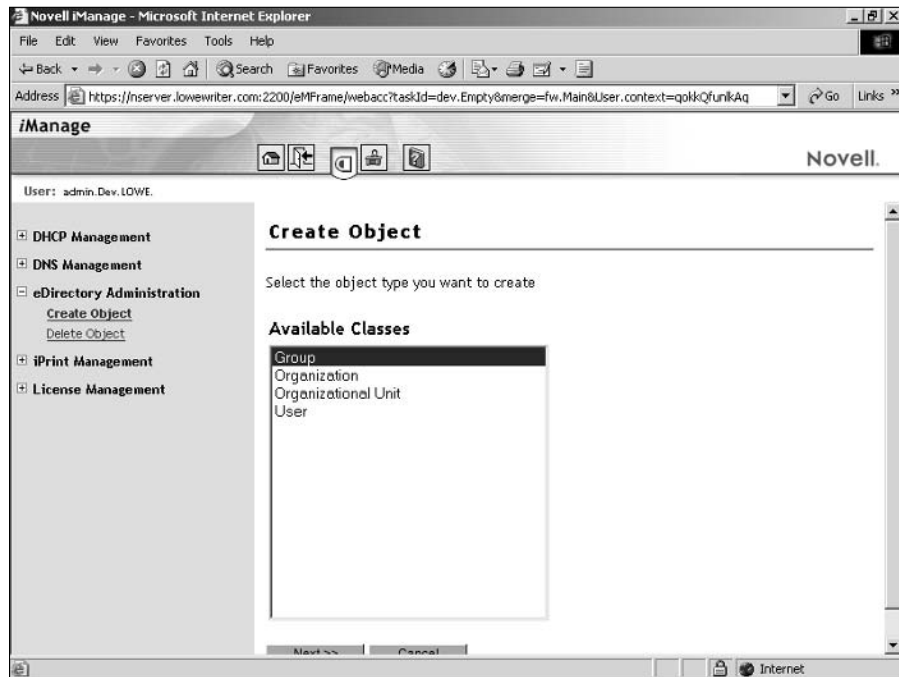 Novell iManage - Microsoft Internet Explorer
File Edit View Favorites Tools Help
Back Search Favorites Media
Address https://nserver.lowewriter.com:2200/eMFrame/webacc?taskId=dev.Empty&merge=fw.Main&User.context=qokkQfunlkAq Go Links »
iManage
Novell.
User: admin.Dev.LOWE.
DHCP Management
DNS Management
eDirectory Administration
Create Object
Delete Object
iPrint Management
License Management
Create Object
Select the object type you want to create
Available Classes
Group
Organization
Organizational Unit
User
Next >> Cancel
Internet